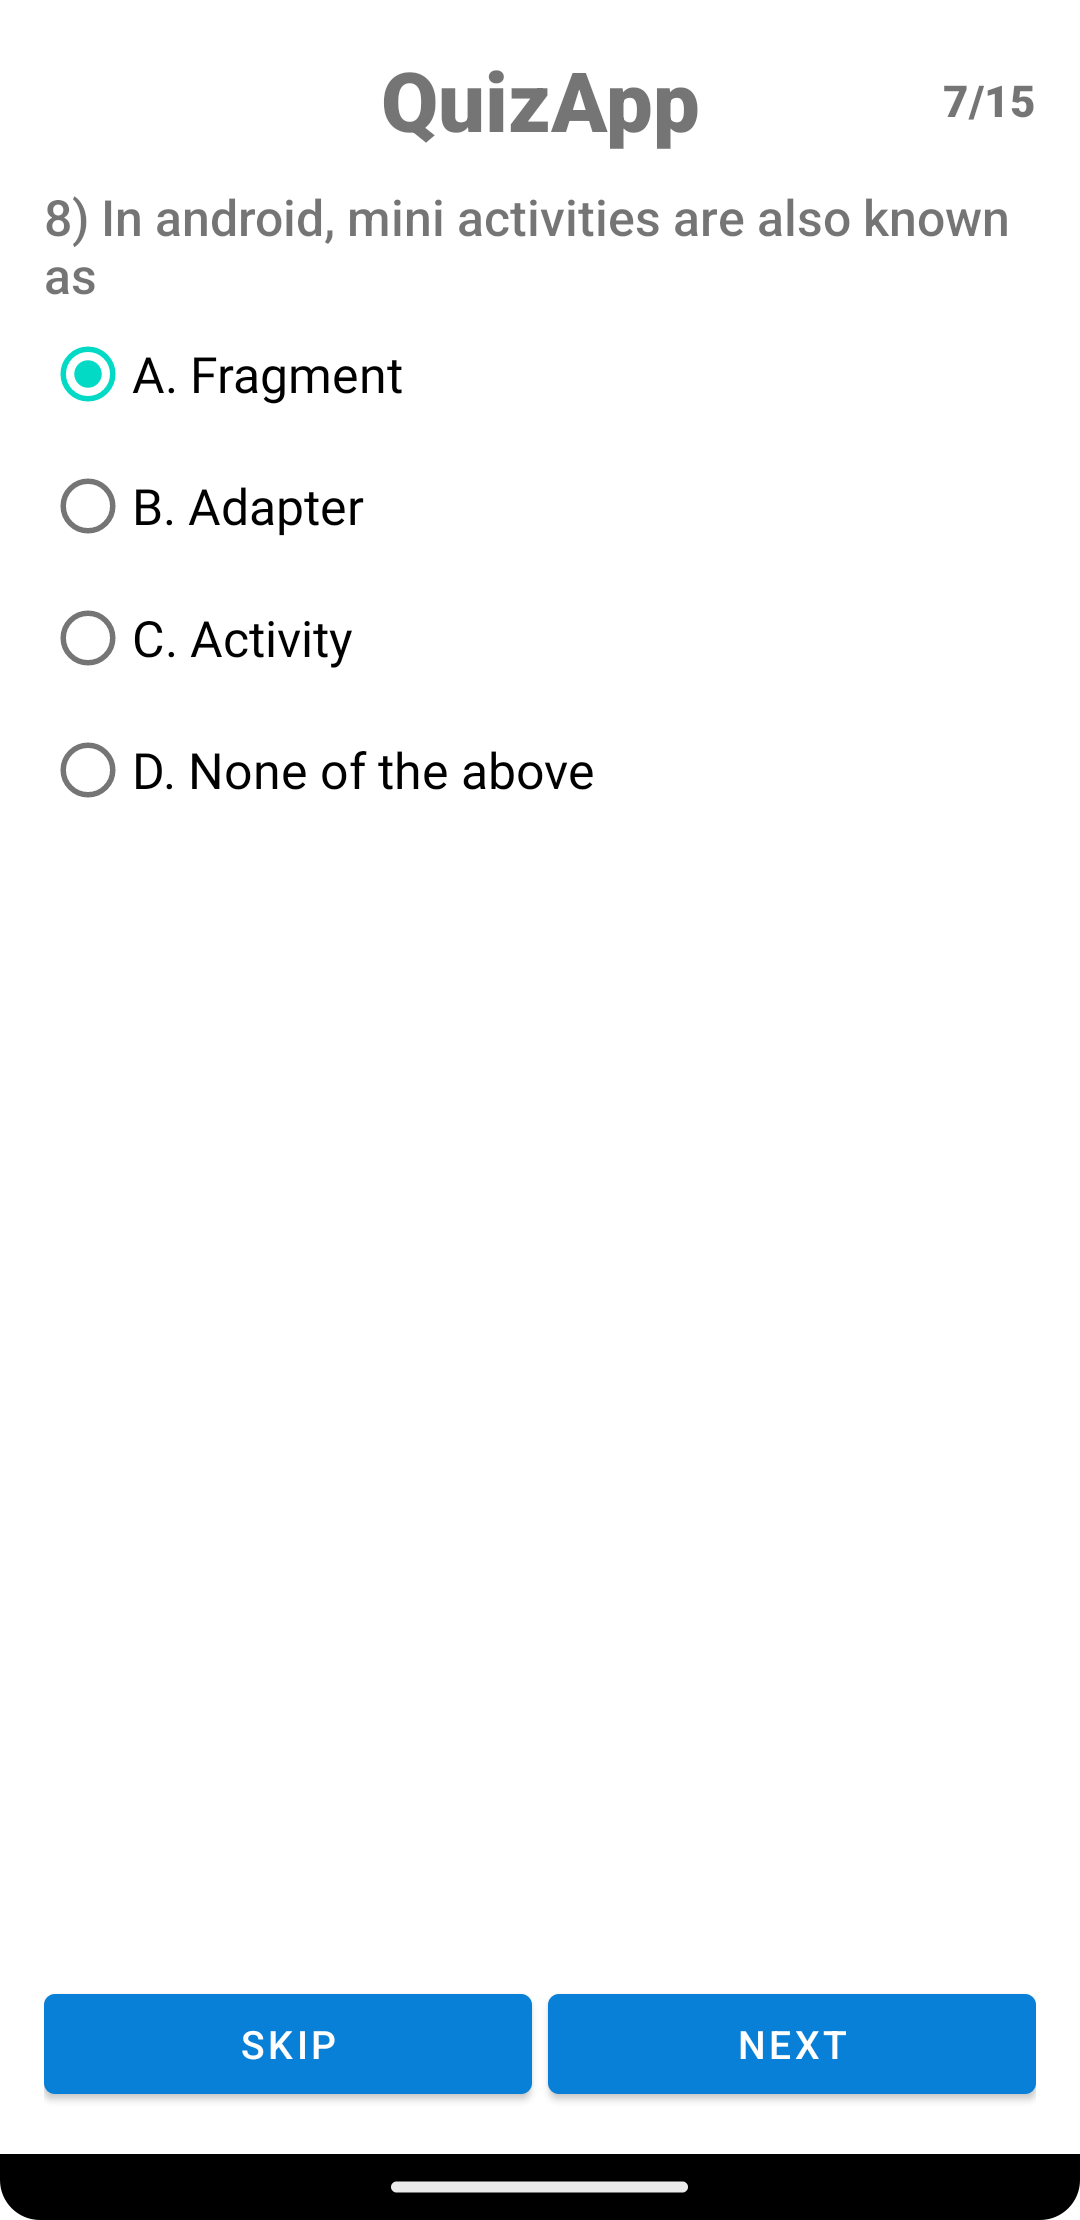 QuizApp
7/15
8) In android, mini activities are also known
as
A. Fragment
B. Adapter
C. Activity
D. None of the above
SKIP
NEXT